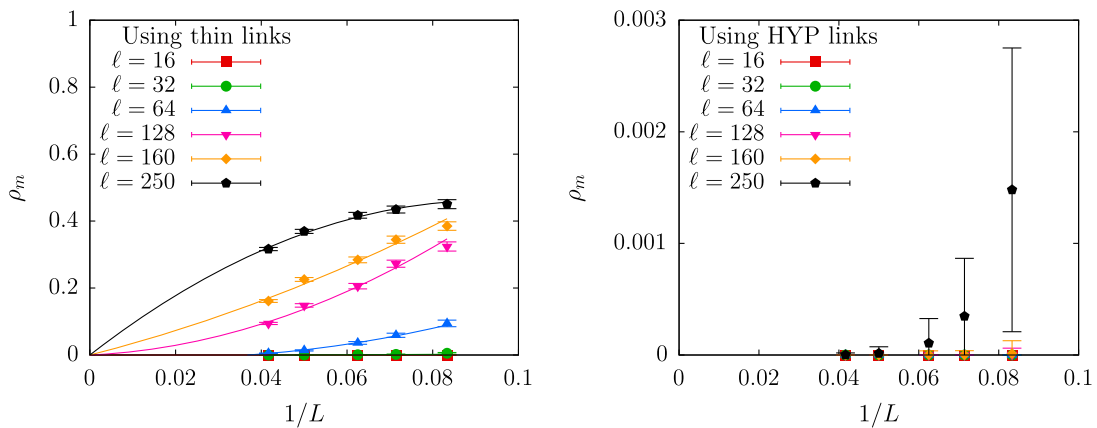 Using thin links
ℓ = 16
ℓ = 32
ℓ = 64
ℓ = 128
ℓ = 160
ℓ = 250
1
0.8
0.6
0.4
0.2
0
ρm
0 0.02 0.04 0.06 0.08 0.1
1/L
Using HYP links
ℓ = 16
ℓ = 32
ℓ = 64
ℓ = 128
ℓ = 160
ℓ = 250
0.003
0.002
0.001
0
ρm
0 0.02 0.04 0.06 0.08 0.1
1/L